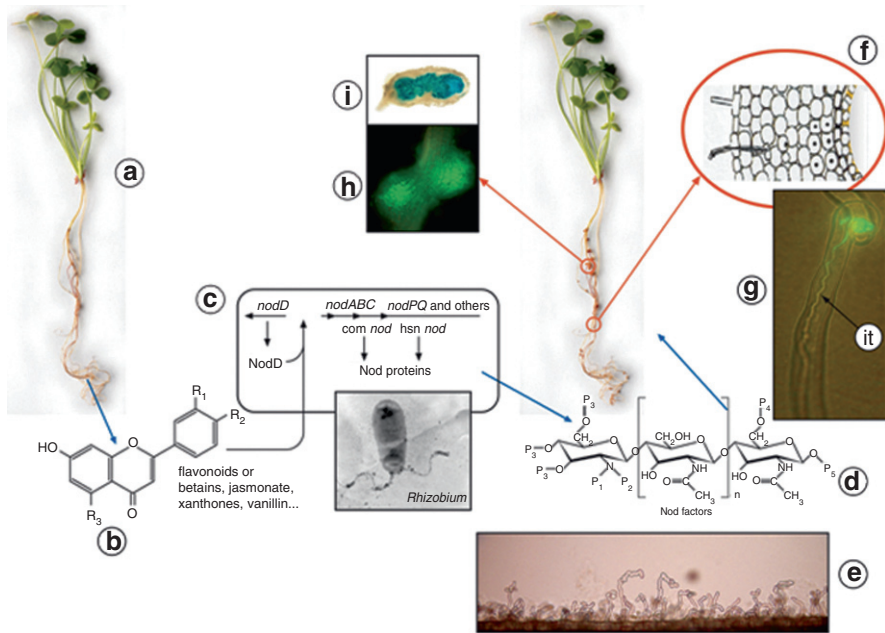 a
i
h
f
g
it
c
nodD
nodABC
nodPQ and others
com nod
hsn nod
NodD
Nod proteins
Rhizobium
R1
R2
HO
O
R3
O
flavonoids or
betains, jasmonate,
xanthones, vanillin...
b
P3
O
CH2
P3 O
P3 O
O
N
P1 P2
O
CH2OH
O
HO
NH
O C
CH3
n
O
P4
O
CH2
O
HO
NH
O C
CH3
O
P5
d
Nod factors
e